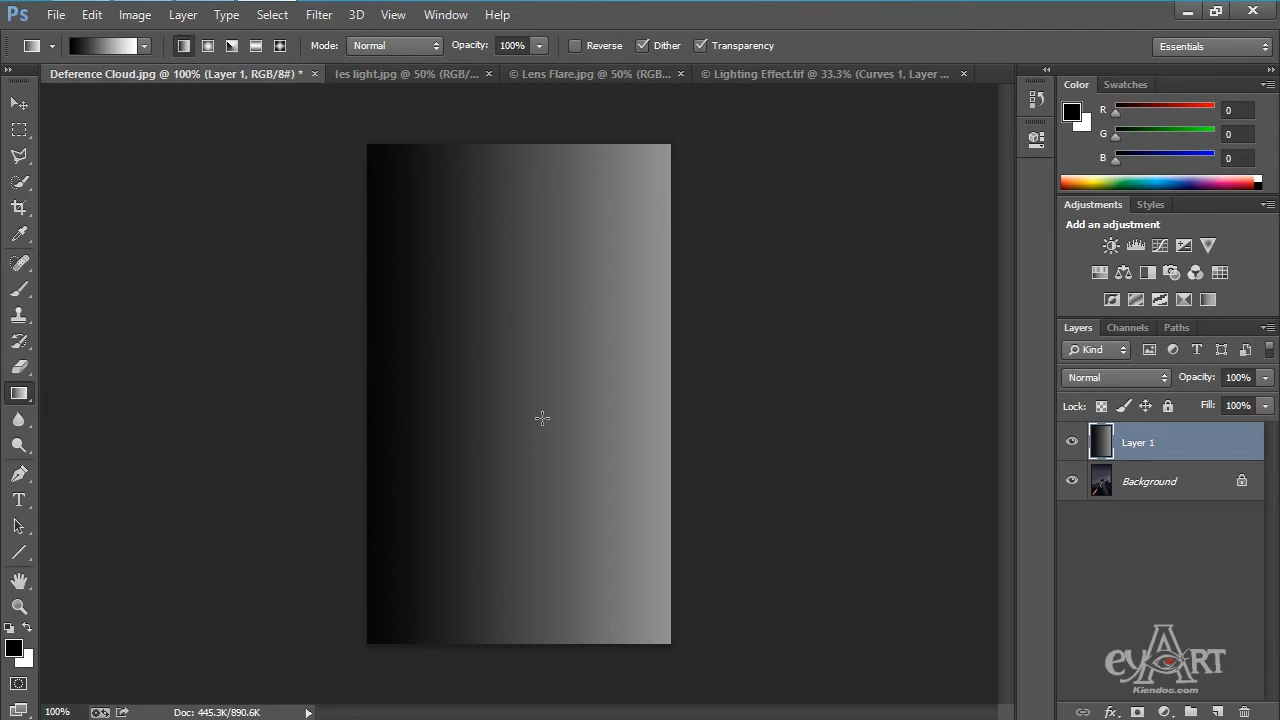 Ps File Edit Image Layer Type Select Filter 3D View Window Help
Mode: Normal Opacity: 100% Reverse Dither Transparency Essentials
Deference Cloud.jpg @ 100% (Layer 1, RGB/8#) * × les light.jpg @ 50% (RGB/... × © Lens Flare.jpg @ 50% (RGB... × © Lighting Effect.tif @ 33.3% (Curves 1, Layer ... ×
Color Swatches
R 0
G 0
B 0
Adjustments Styles
Add an adjustment
Layers Channels Paths
Kind
Normal Opacity: 100%
Lock: Fill: 100%
Layer 1
Background
eyART
Kiendoc.com
100% Doc: 445.3K/890.6K